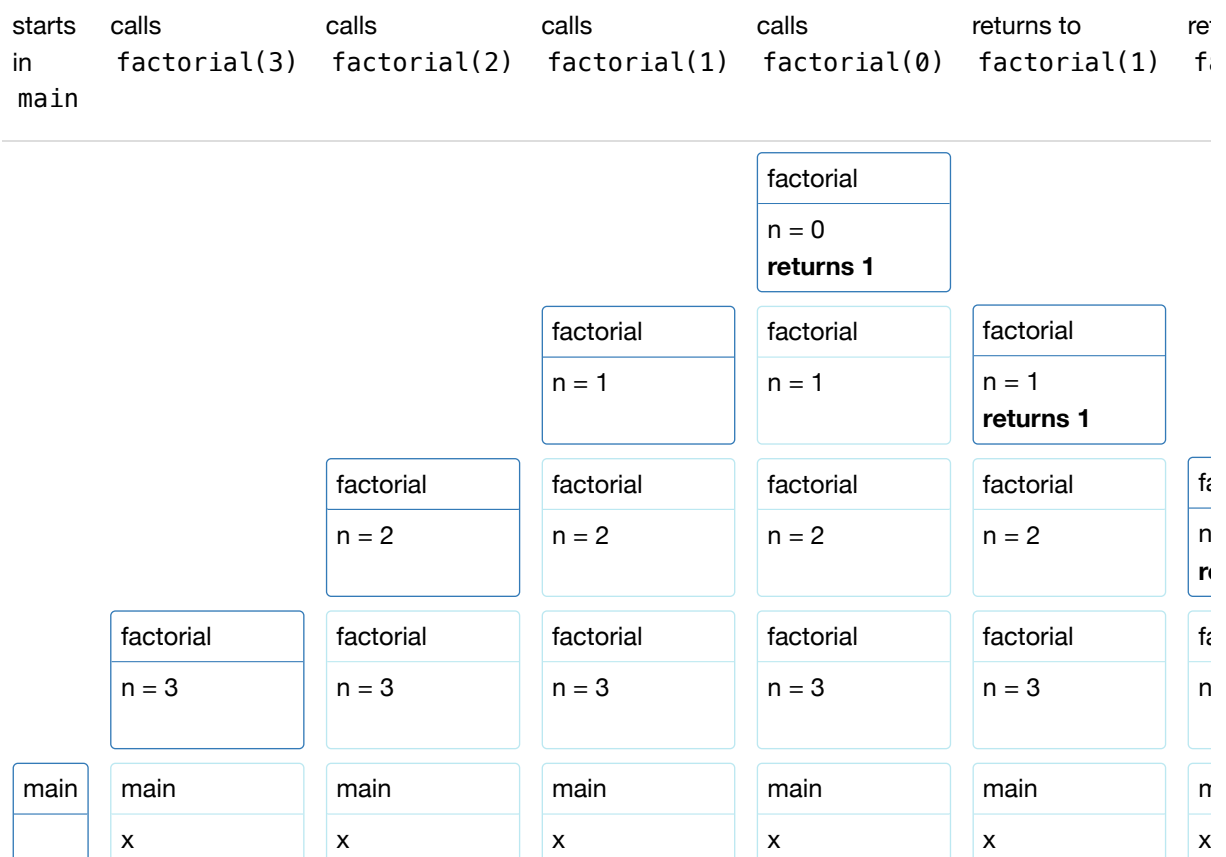 starts calls calls calls calls returns to
in factorial(3) factorial(2) factorial(1) factorial(0) factorial(1)
main
factorial
n = 0
returns 1
factorial factorial factorial
n = 1 n = 1 n = 1
returns 1
factorial factorial factorial factorial
n = 2 n = 2 n = 2 n = 2
factorial factorial factorial factorial factorial
n = 3 n = 3 n = 3 n = 3 n = 3
main main main main main main
x x x x x x